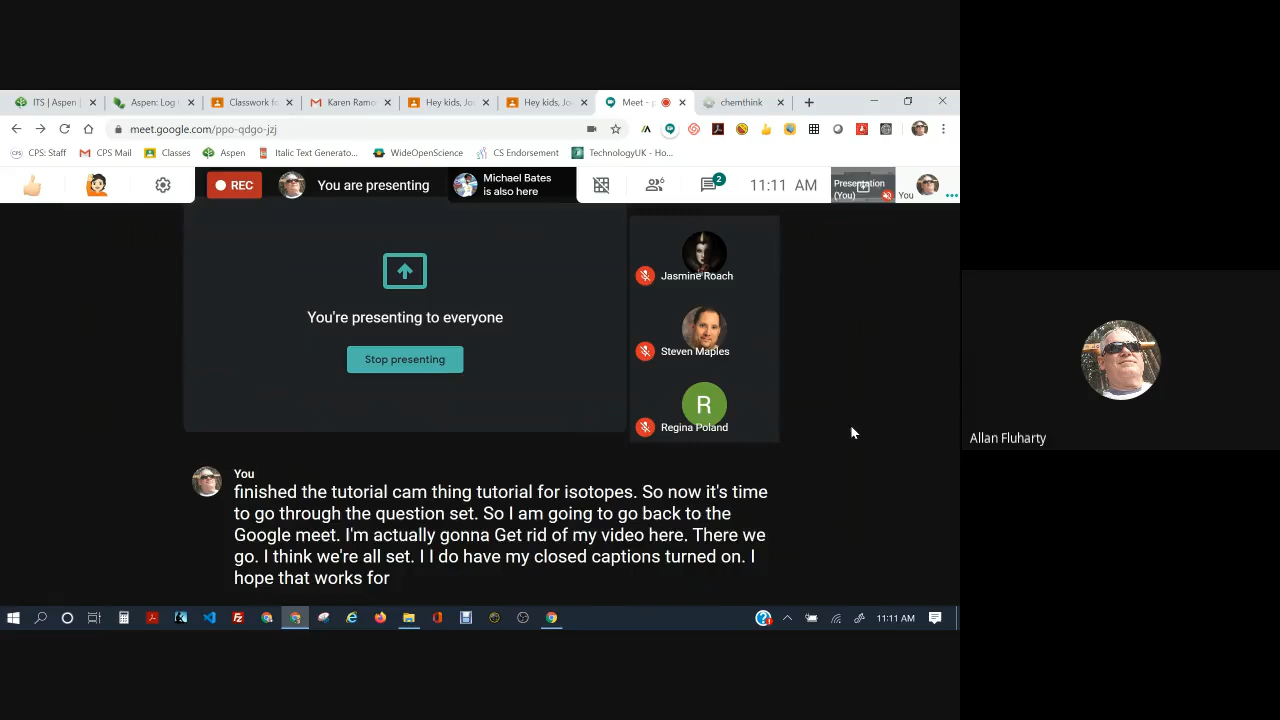 ITS | Aspen
Aspen: Log
Classwork fo
Karen Ramo
Hey kids, Jo
Hey kids, Jo
Meet - p
chemthink
meet.google.com/ppo-qdgo-jzj
CPS: Staff
CPS Mail
Classes
Aspen
Italic Text Generato...
WideOpenScience
CS Endorsement
TechnologyUK - Ho...
REC
You are presenting
Michael Bates
is also here
6
2
11:11 AM
Presentation
(You)
You
You're presenting to everyone
Stop presenting
Jasmine Roach
Steven Maples
R
Regina Poland
Allan Fluharty
You
finished the tutorial cam thing tutorial for isotopes. So now it's time
to go through the question set. So I am going to go back to the
Google meet. I'm actually gonna Get rid of my video here. There we
go. I think we're all set. I I do have my closed captions turned on. I
hope that works for
11:11 AM